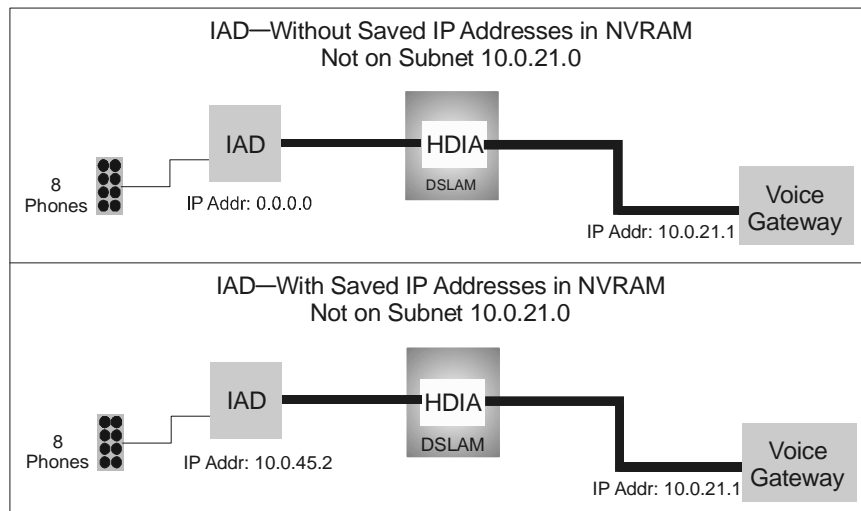 IAD—Without Saved IP Addresses in NVRAM
Not on Subnet 10.0.21.0
IAD
HDIA
DSLAM
8
Phones
IP Addr: 0.0.0.0
Voice
Gateway
IP Addr: 10.0.21.1
IAD—With Saved IP Addresses in NVRAM
Not on Subnet 10.0.21.0
IAD
HDIA
DSLAM
8
Phones
IP Addr: 10.0.45.2
Voice
Gateway
IP Addr: 10.0.21.1